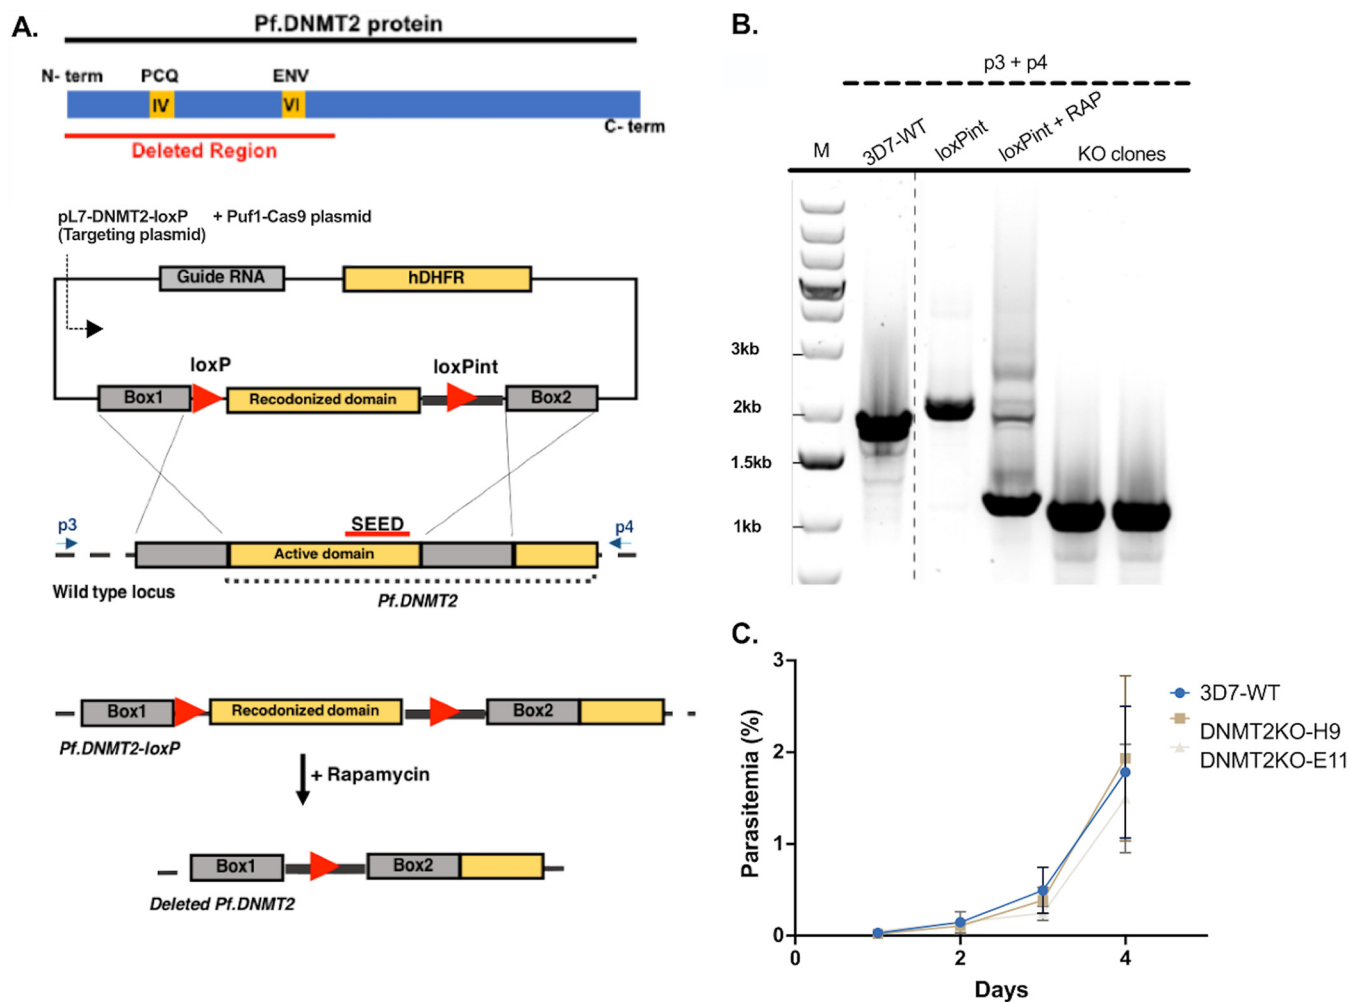 A.
Pf.DNMT2 protein
N- term
PCQ
ENV
IV
VI
C- term
Deleted Region
pL7-DNMT2-loxP + Puf1-Cas9 plasmid
(Targeting plasmid)
Guide RNA
hDHFR
loxP
loxPint
Box1
Recodonized domain
Box2
p3
SEED
p4
Active domain
Wild type locus
Pf.DNMT2
Box1
Recodonized domain
Box2
Pf.DNMT2-loxP
+ Rapamycin
Box1
Box2
Deleted Pf.DNMT2
B.
p3 + p4
M
3D7-WT
loxPint
loxPint + RAP
KO clones
3kb
2kb
1.5kb
1kb
C.
3
2
1
0
Parasitemia (%)
0
2
4
Days
3D7-WT
DNMT2KO-H9
DNMT2KO-E11